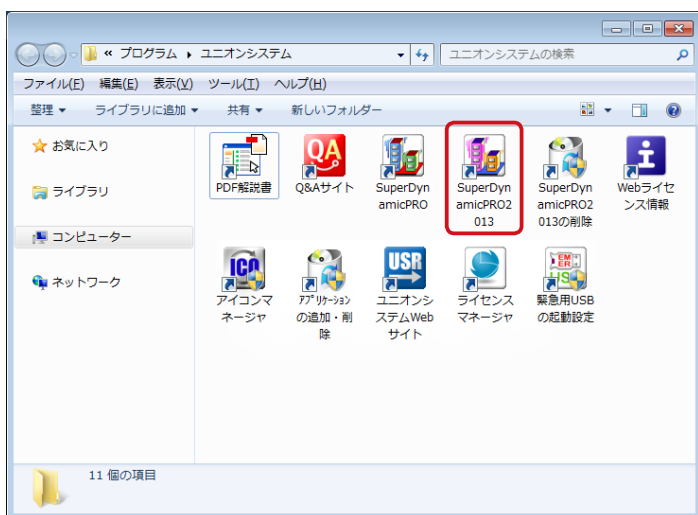 « プログラム ▸ ユニオンシステム
ユニオンシステムの検索
ファイル(F) 編集(E) 表示(V) ツール(T) ヘルプ(H)
整理 ▼ ライブラリに追加 ▼ 共有 ▼ 新しいフォルダー
お気に入り
ライブラリ
コンピューター
ネットワーク
PDF解説書
QA
Q&Aサイト
SuperDyn
amicPRO
SuperDyn
amicPRO2
013
SuperDyn
amicPRO2
013の削除
i
Webライセ
ンス情報
ICO
アイコンマ
ネージャ
ｱﾌﾟﾘｹｰｼｮﾝ
の追加・削
除
USR
ユニオンシ
ステムWeb
サイト
ライセンス
マネージャ
EM
ER
US
緊急用USB
の起動設定
11 個の項目